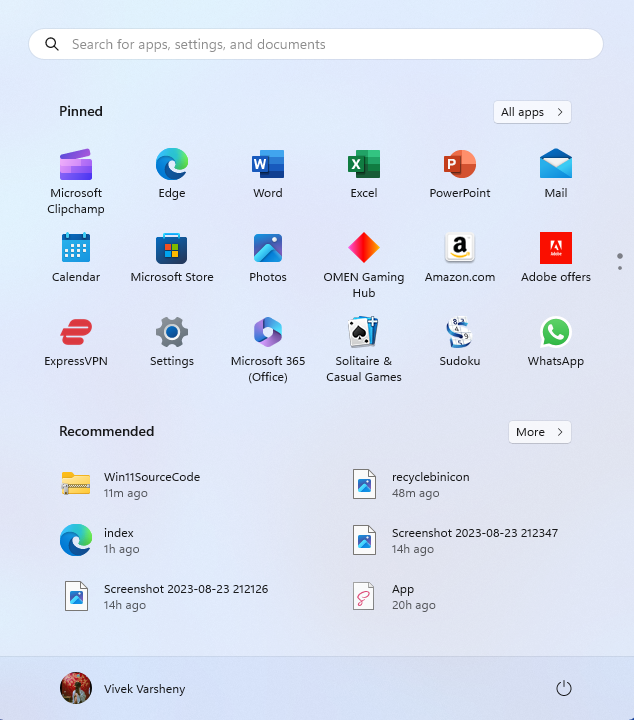 Search for apps, settings, and documents
Pinned
All apps
Microsoft
Clipchamp
Edge
Word
Excel
PowerPoint
Mail
Calendar
Microsoft Store
Photos
OMEN Gaming
Hub
Amazon.com
Adobe offers
ExpressVPN
Settings
Microsoft 365
(Office)
Solitaire &
Casual Games
Sudoku
WhatsApp
Recommended
More
Win11SourceCode
11m ago
recyclebinicon
48m ago
index
1h ago
Screenshot 2023-08-23 212347
14h ago
Screenshot 2023-08-23 212126
14h ago
App
20h ago
Vivek Varsheny